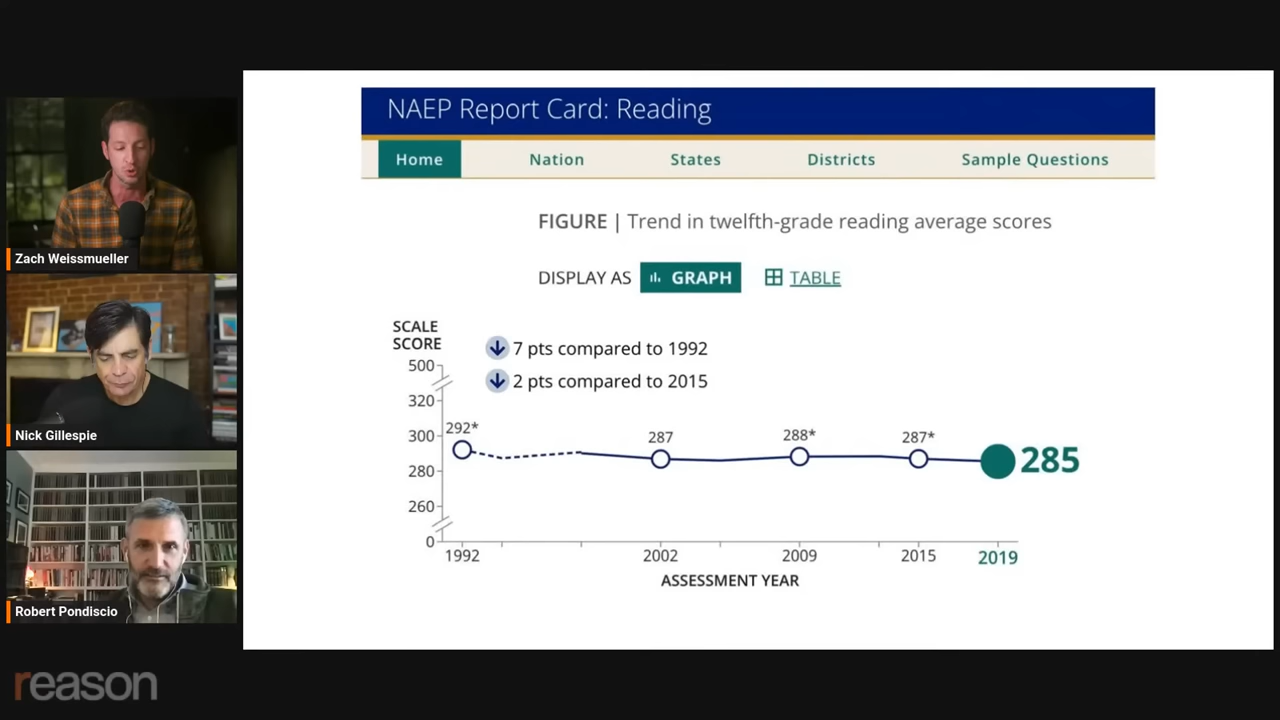 Zach Weissmueller
Nick Gillespie
Robert Pondiscio
reason
NAEP Report Card: Reading
Home Nation States Districts Sample Questions
FIGURE | Trend in twelfth-grade reading average scores
DISPLAY AS GRAPH TABLE
SCALE
SCORE
7 pts compared to 1992
2 pts compared to 2015
500
320
300
280
260
0
292*
287
288*
287*
285
1992 2002 2009 2015 2019
ASSESSMENT YEAR